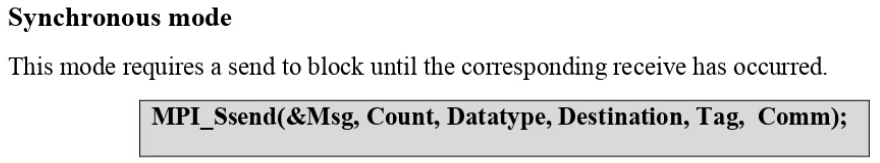 Synchronous mode
This mode requires a send to block until the corresponding receive has occurred.
MPI_Ssend(&Msg, Count, Datatype, Destination, Tag, Comm);